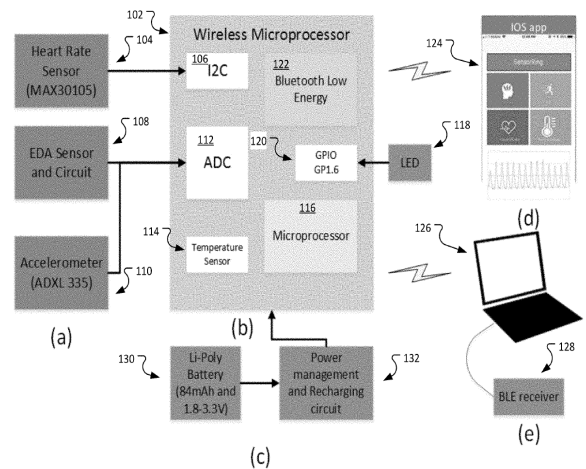 102
Wireless Microprocessor
Heart Rate
Sensor
(MAX30105)
104
106
I2C
122
Bluetooth Low
Energy
124
IOS app
108
EDA Sensor
and Circuit
112
ADC
120
GPIO
GP1.6
118
LED
(d)
110
Accelerometer
(ADXL 335)
114
Temperature
Sensor
116
Microprocessor
126
(a)
(b)
130
Li-Poly
Battery
(84mAh and
1.8-3.3V)
Power
management
and Recharging
circuit
132
128
BLE receiver
(c)
(e)